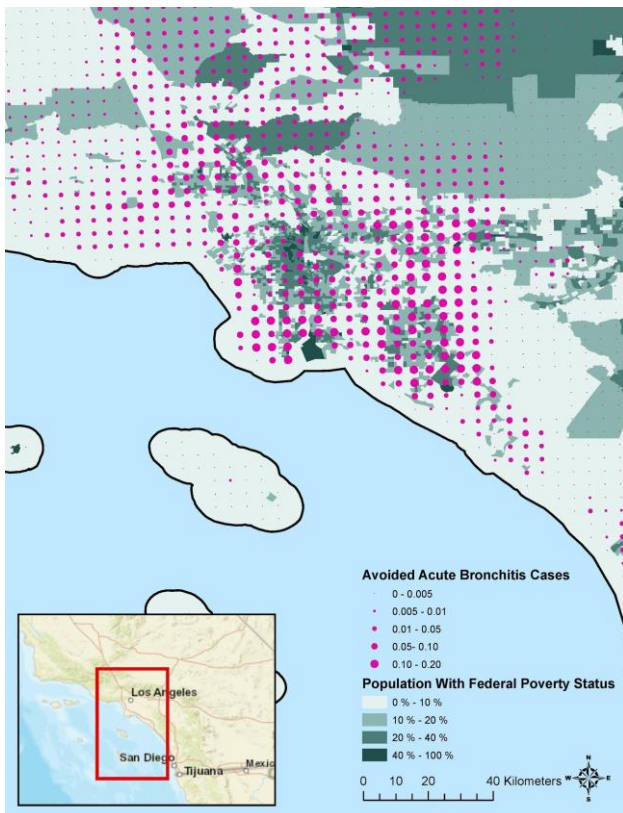 Avoided Acute Bronchitis Cases
0 - 0.005
0.005 - 0.01
0.01 - 0.05
0.05- 0.10
0.10 - 0.20
Population With Federal Poverty Status
0 % - 10 %
10 % - 20 %
20 % - 40 %
40 % - 100 %
0 10 20 40 Kilometers
N
W E
S
Los Angeles
San Diego
Tijuana
Mexic